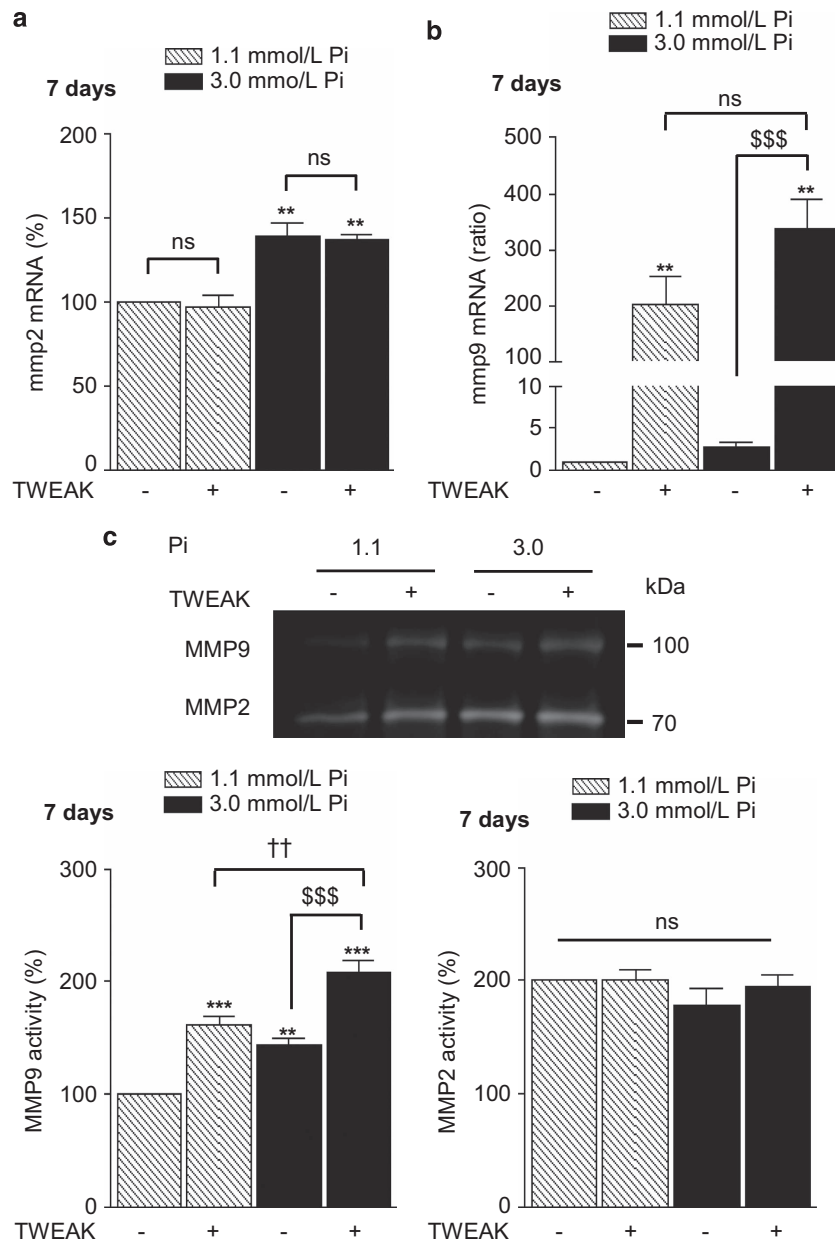 a
1.1 mmol/L Pi
3.0 mmo/L Pi
7 days
200
150
100
50
0
mmp2 mRNA (%)
ns
ns
**
**
TWEAK - + - +
b
1.1 mmol/L Pi
3.0 mmol/L Pi
7 days
500
400
300
200
100
10
5
0
mmp9 mRNA (ratio)
ns
$$$
**
**
TWEAK - + - +
c
Pi 1.1 3.0
TWEAK - + - + kDa
MMP9 100
MMP2 70
1.1 mmol/L Pi
3.0 mmol/L Pi
7 days
300
200
100
0
MMP9 activity (%)
††
$$$
***
**
***
TWEAK - + - +
1.1 mmol/L Pi
3.0 mmol/L Pi
7 days
300
200
100
0
MMP2 activity (%)
ns
TWEAK - + - +